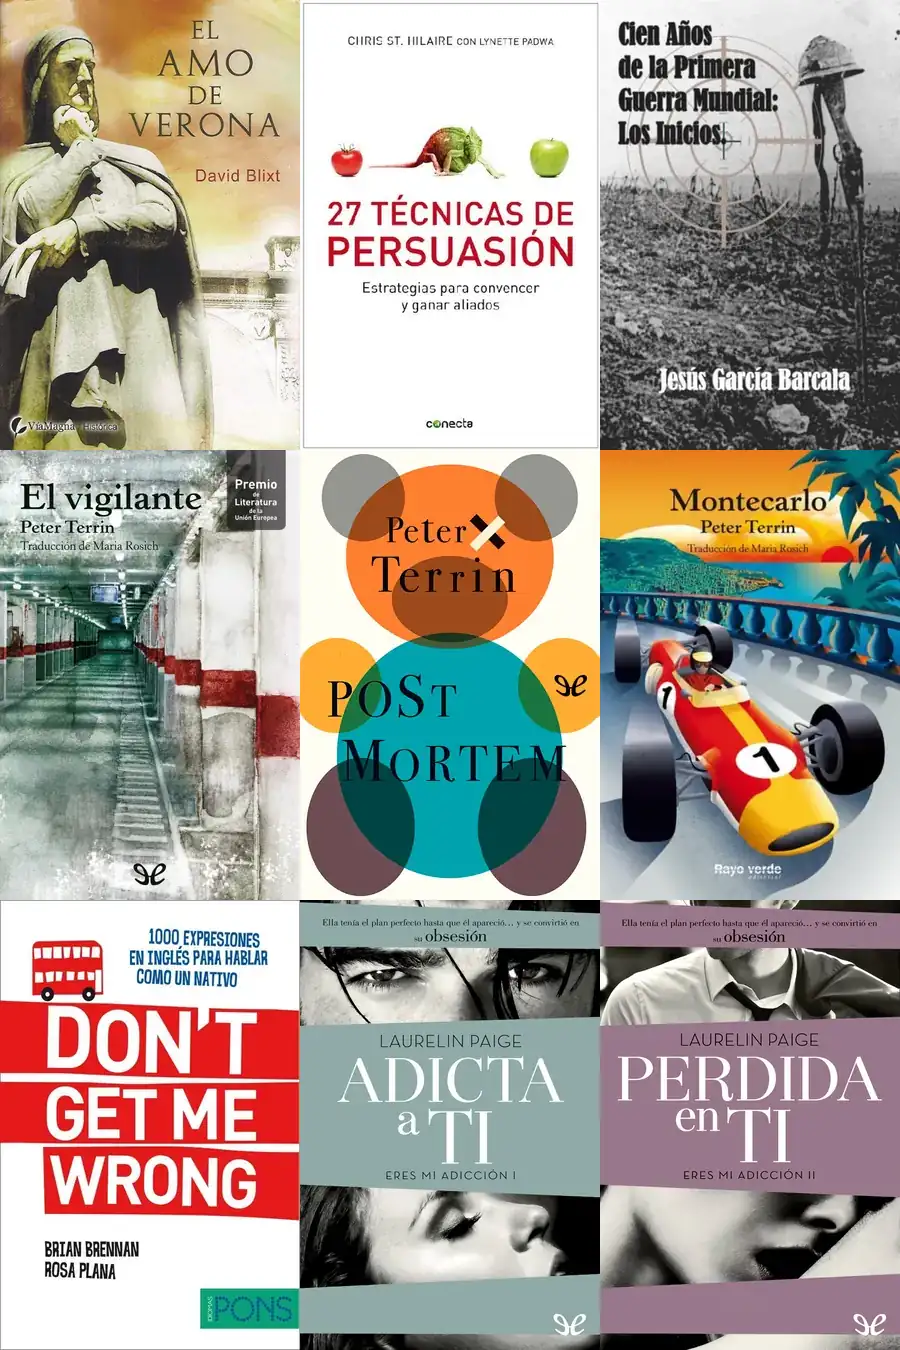 EL
AMO
DE
VERONA
David Blixt
ViaMagna Histórica
CHRIS ST. HILAIRE CON LYNETTE PADWA
27 TÉCNICAS DE
PERSUASIÓN
Estrategias para convencer
y ganar aliados
conecta
Cien Años
de la Primera
Guerra Mundial:
Los Inicios.
Jesús García Barcala
El vigilante
Peter Terrin
Traducción de Maria Rosich
Premio
de
Literatura
de la
Unión Europea
Peter
Terrin
POST
MORTEM
Montecarlo
Peter Terrin
Traducción de Maria Rosich
1
1
Rayo verde
editorial
1000 EXPRESIONES
EN INGLÉS PARA HABLAR
COMO UN NATIVO
DON'T
GET ME
WRONG
BRIAN BRENNAN
ROSA PLANA
IDIOMAS
PONS
Ella tenía el plan perfecto hasta que él apareció... y se convirtió en
su obsesión
LAURELIN PAIGE
ADICTA
a TI
ERES MI ADICCIÓN I
Ella tenía el plan perfecto hasta que él apareció... y se convirtió en
su obsesión
LAURELIN PAIGE
PERDIDA
en TI
ERES MI ADICCIÓN II